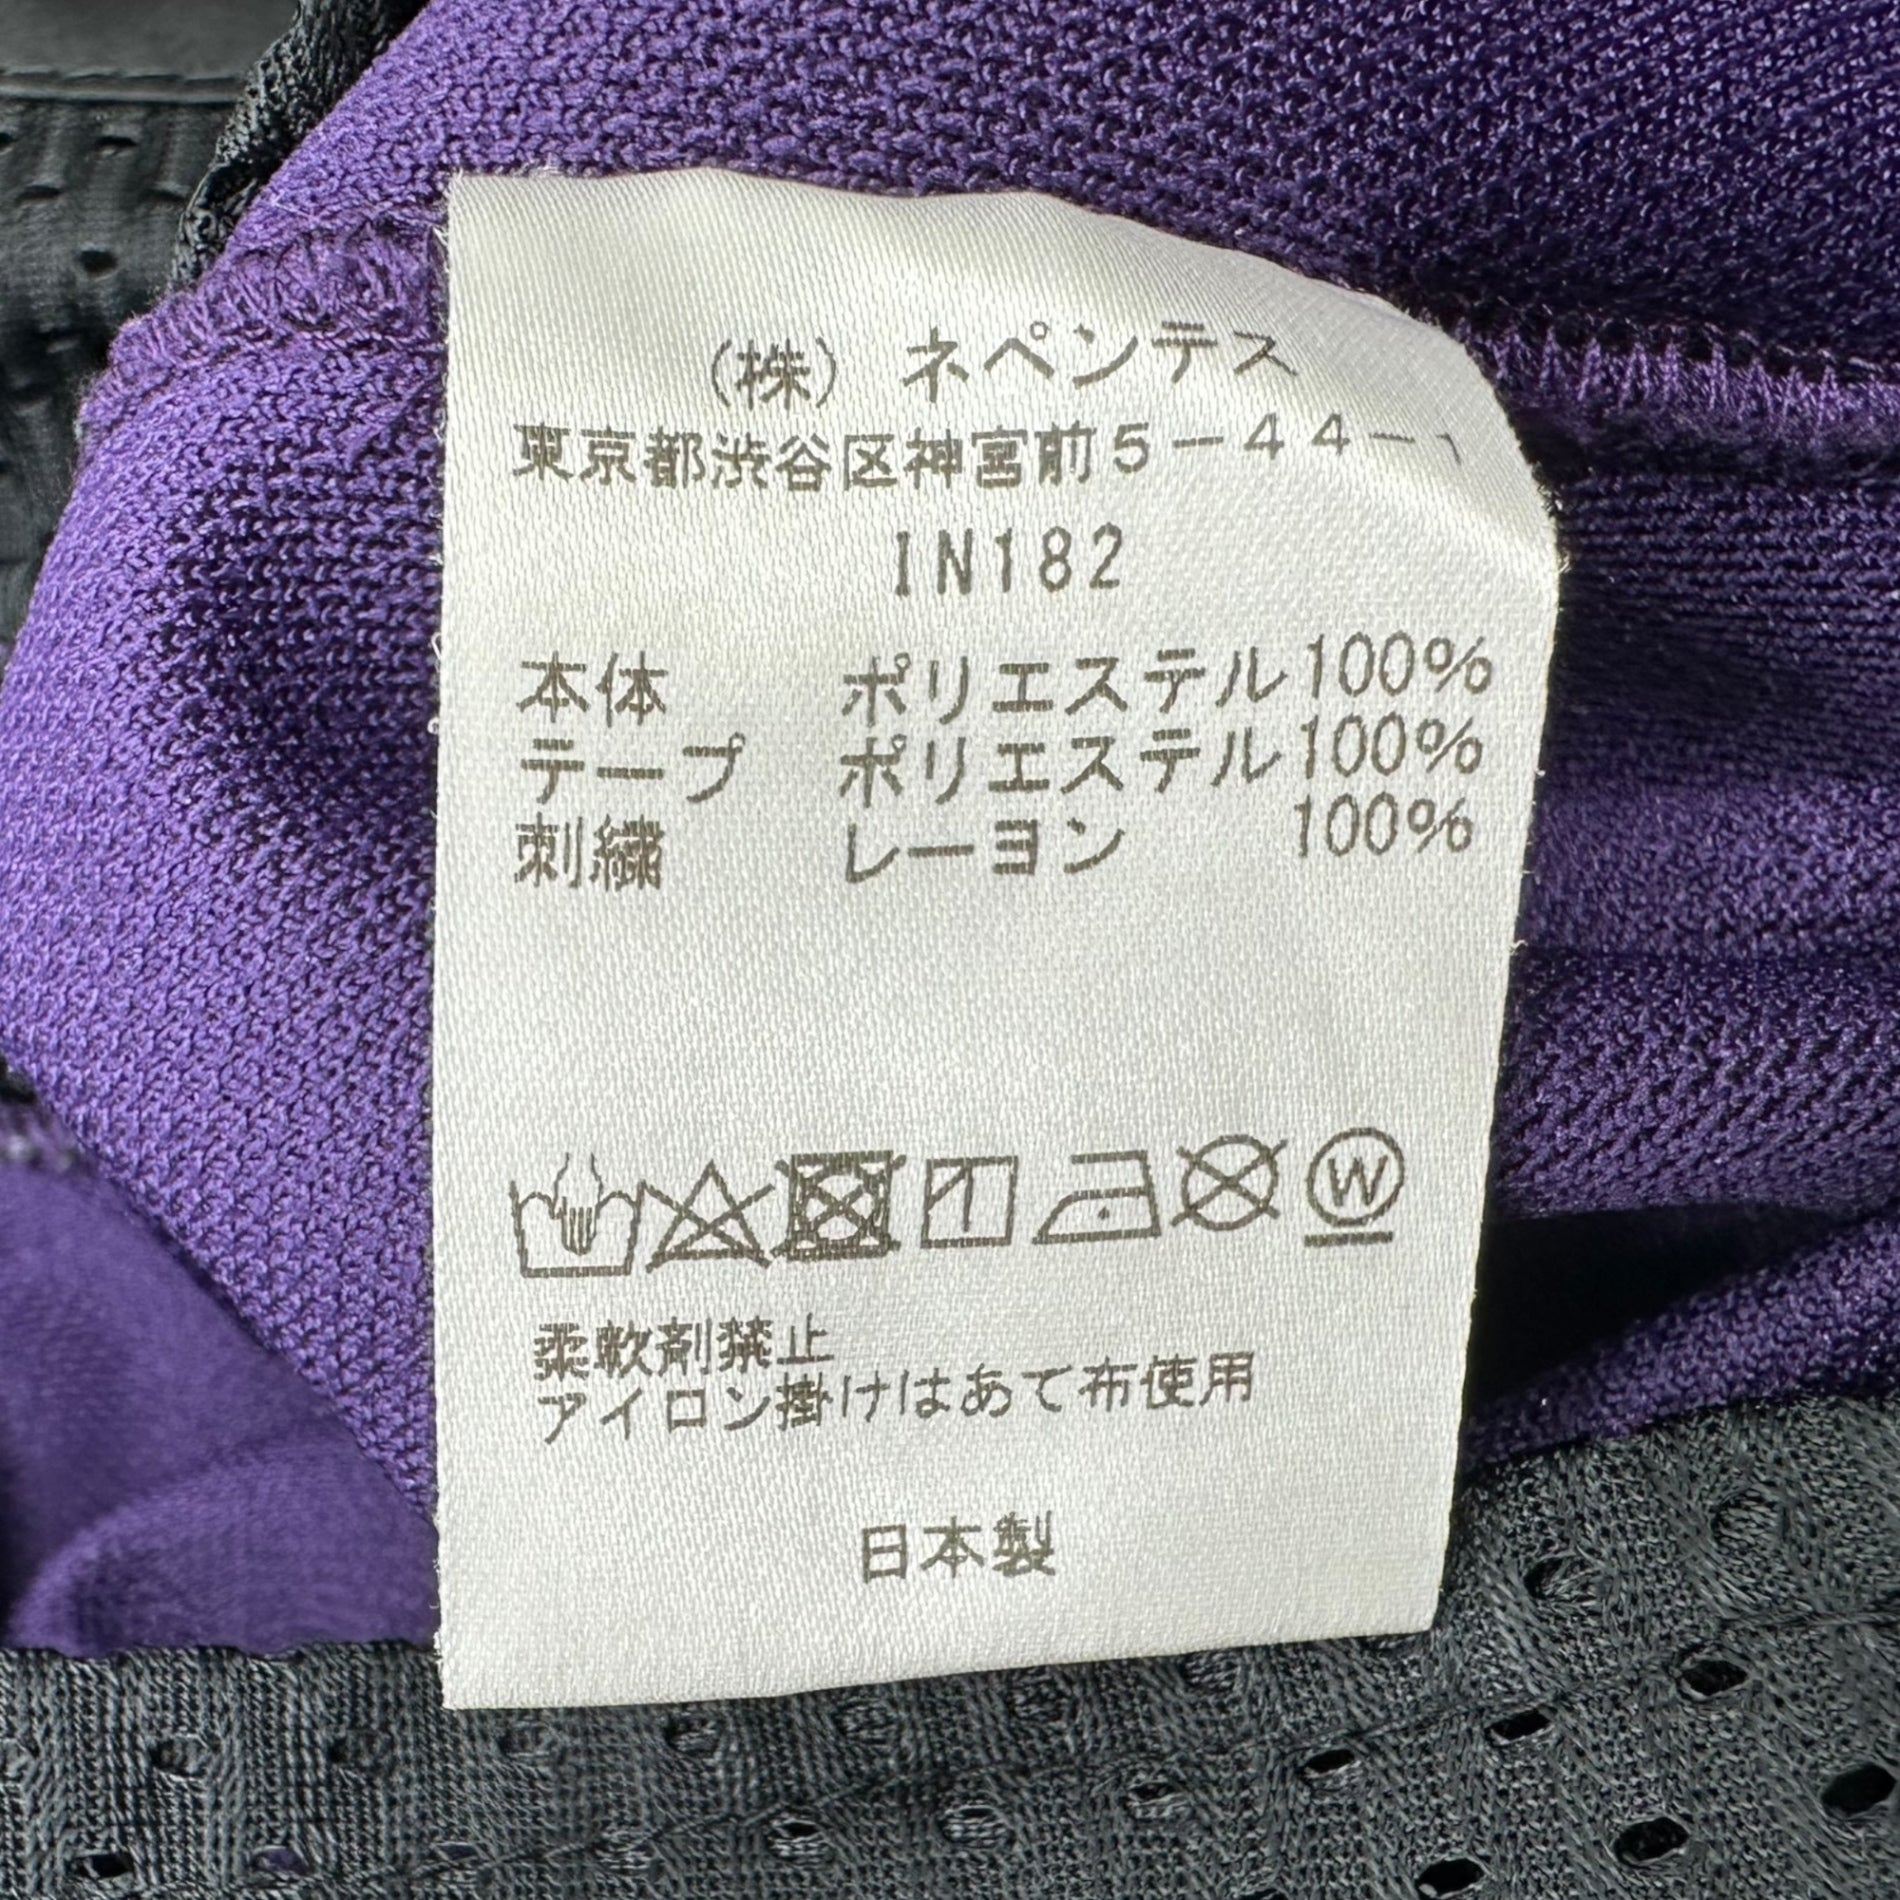 (株) ネペンテス
東京都渋谷区神宮前5-44-
IN182
本体 ポリエステル100%
テープ ポリエステル100%
刺繍 レーヨン 100%
W
柔軟剤禁止
アイロン掛けはあて布使用
日本製